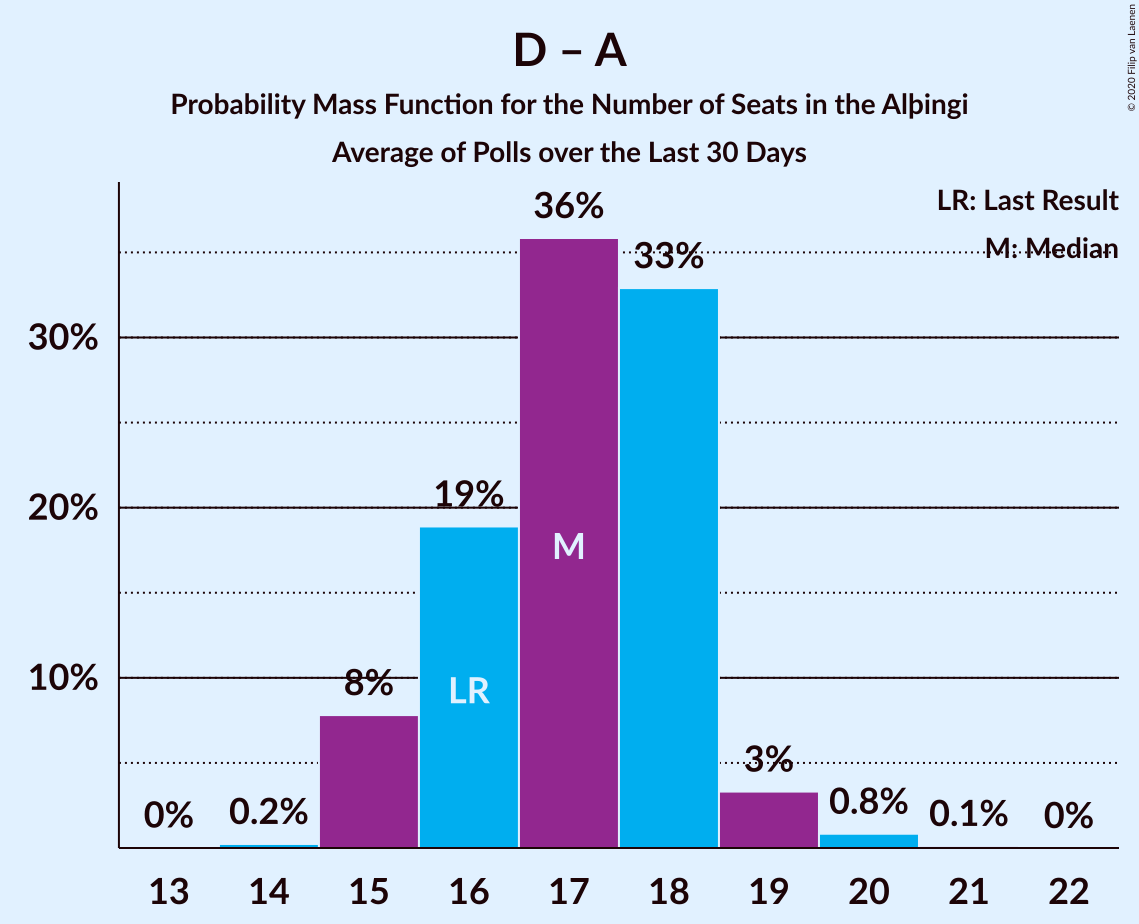 D – A
Probability Mass Function for the Number of Seats in the Alþingi
Average of Polls over the Last 30 Days
© 2020 Filip van Laenen
LR: Last Result
M: Median
36%
33%
30%
19%
20%
M
8%
10%
LR
3%
0%
0.2%
0.8%
0.1%
0%
13 14 15 16 17 18 19 20 21 22